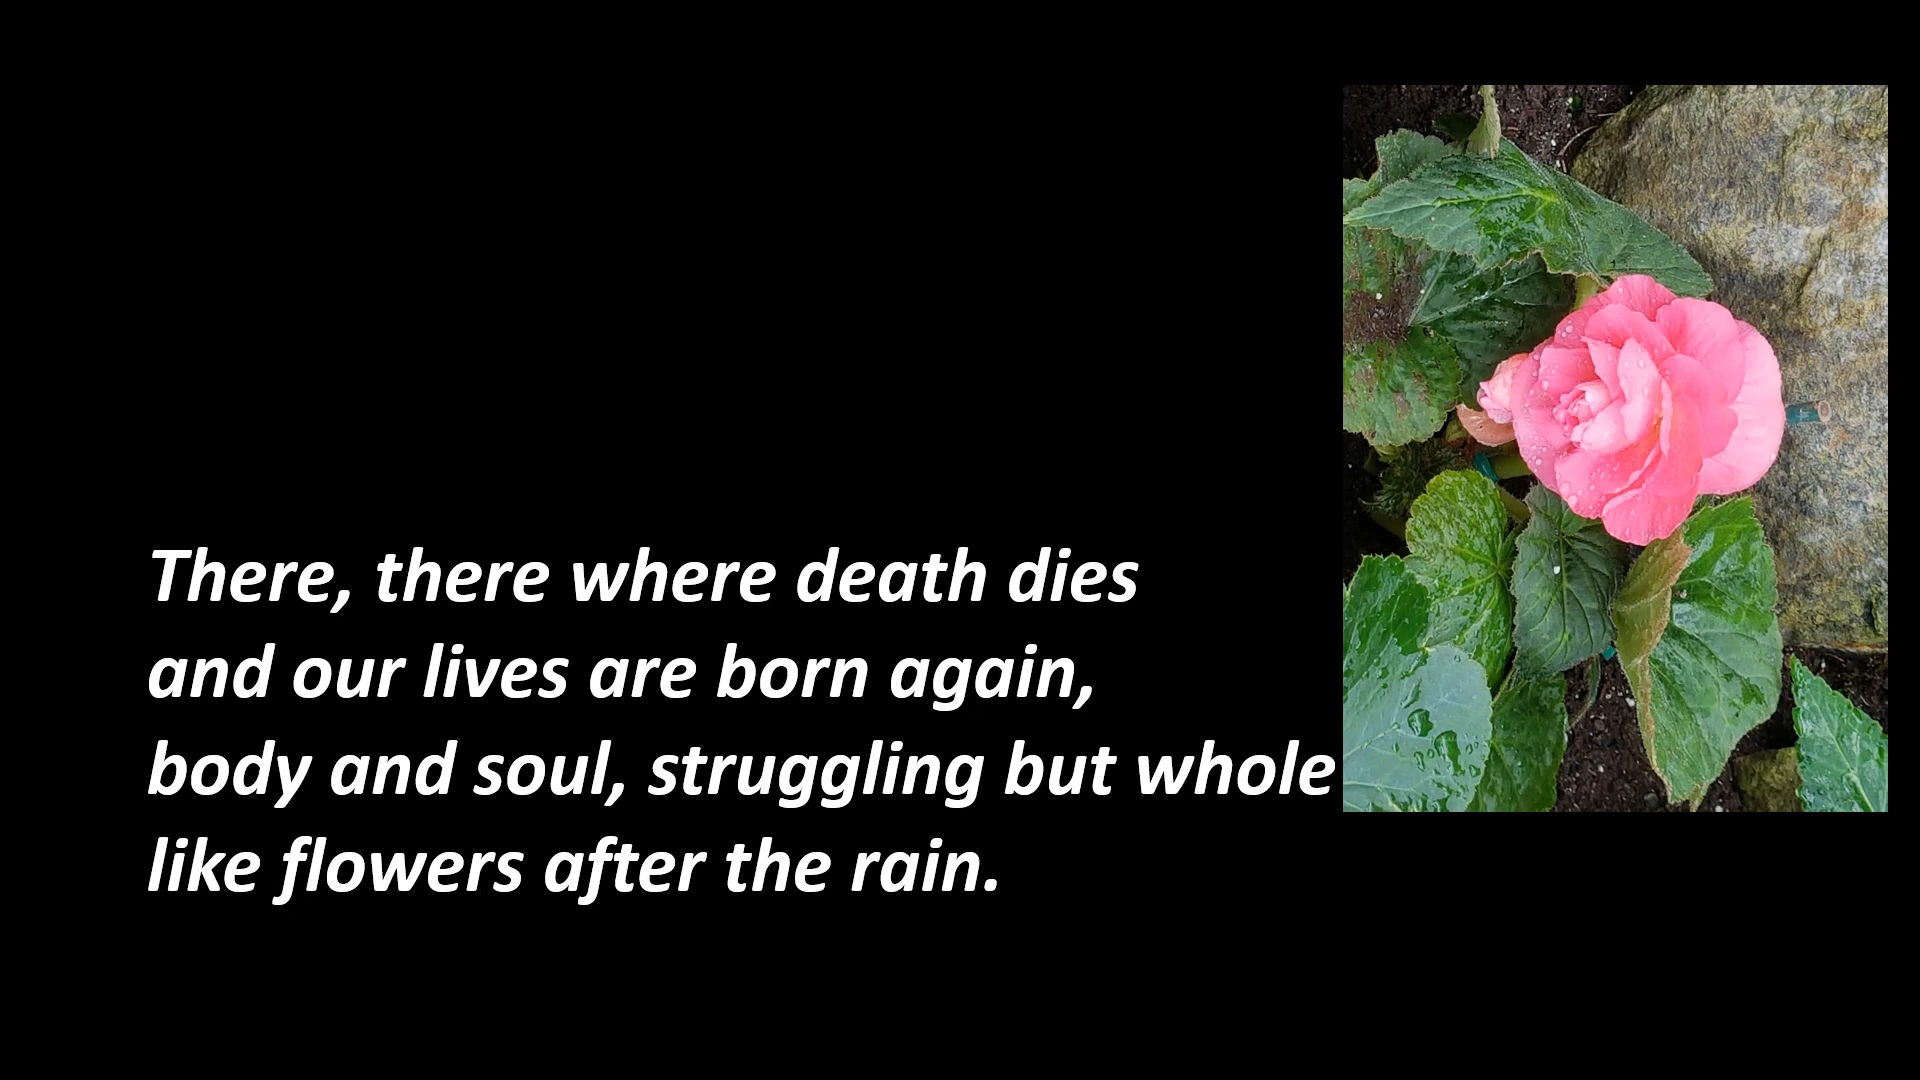 There, there where death dies
and our lives are born again,
body and soul, struggling but whole
like flowers after the rain.